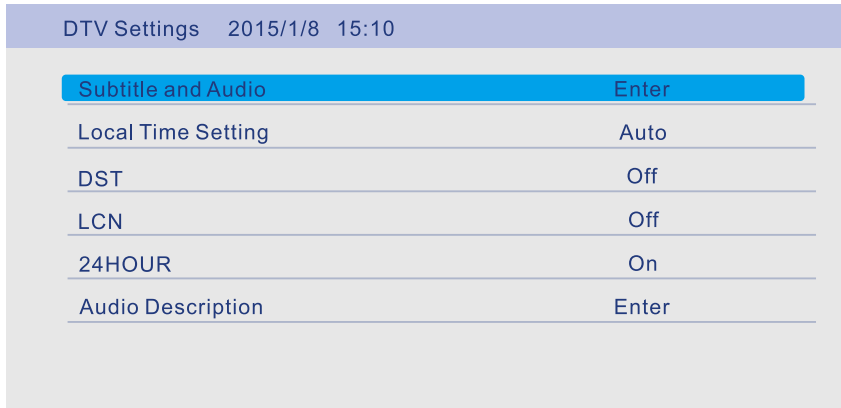 DTV Settings 2015/1/8 15:10
Subtitle and Audio Enter
Local Time Setting Auto
DST Off
LCN Off
24HOUR On
Audio Description Enter